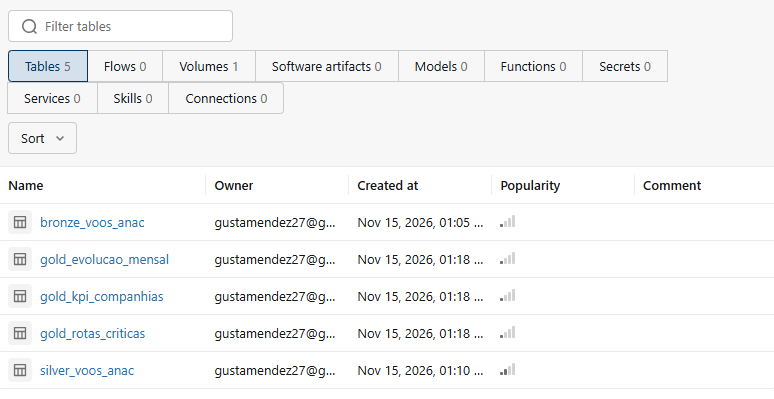 Filter tables
Tables 5 Flows 0 Volumes 1 Software artifacts 0 Models 0 Functions 0 Secrets 0
Services 0 Skills 0 Connections 0
Sort
Name Owner Created at Popularity Comment
bronze_voos_anac gustamendez27@g... Nov 15, 2026, 01:05 ...
gold_evolucao_mensal gustamendez27@g... Nov 15, 2026, 01:18 ...
gold_kpi_companhias gustamendez27@g... Nov 15, 2026, 01:18 ...
gold_rotas_criticas gustamendez27@g... Nov 15, 2026, 01:18 ...
silver_voos_anac gustamendez27@g... Nov 15, 2026, 01:10 ...